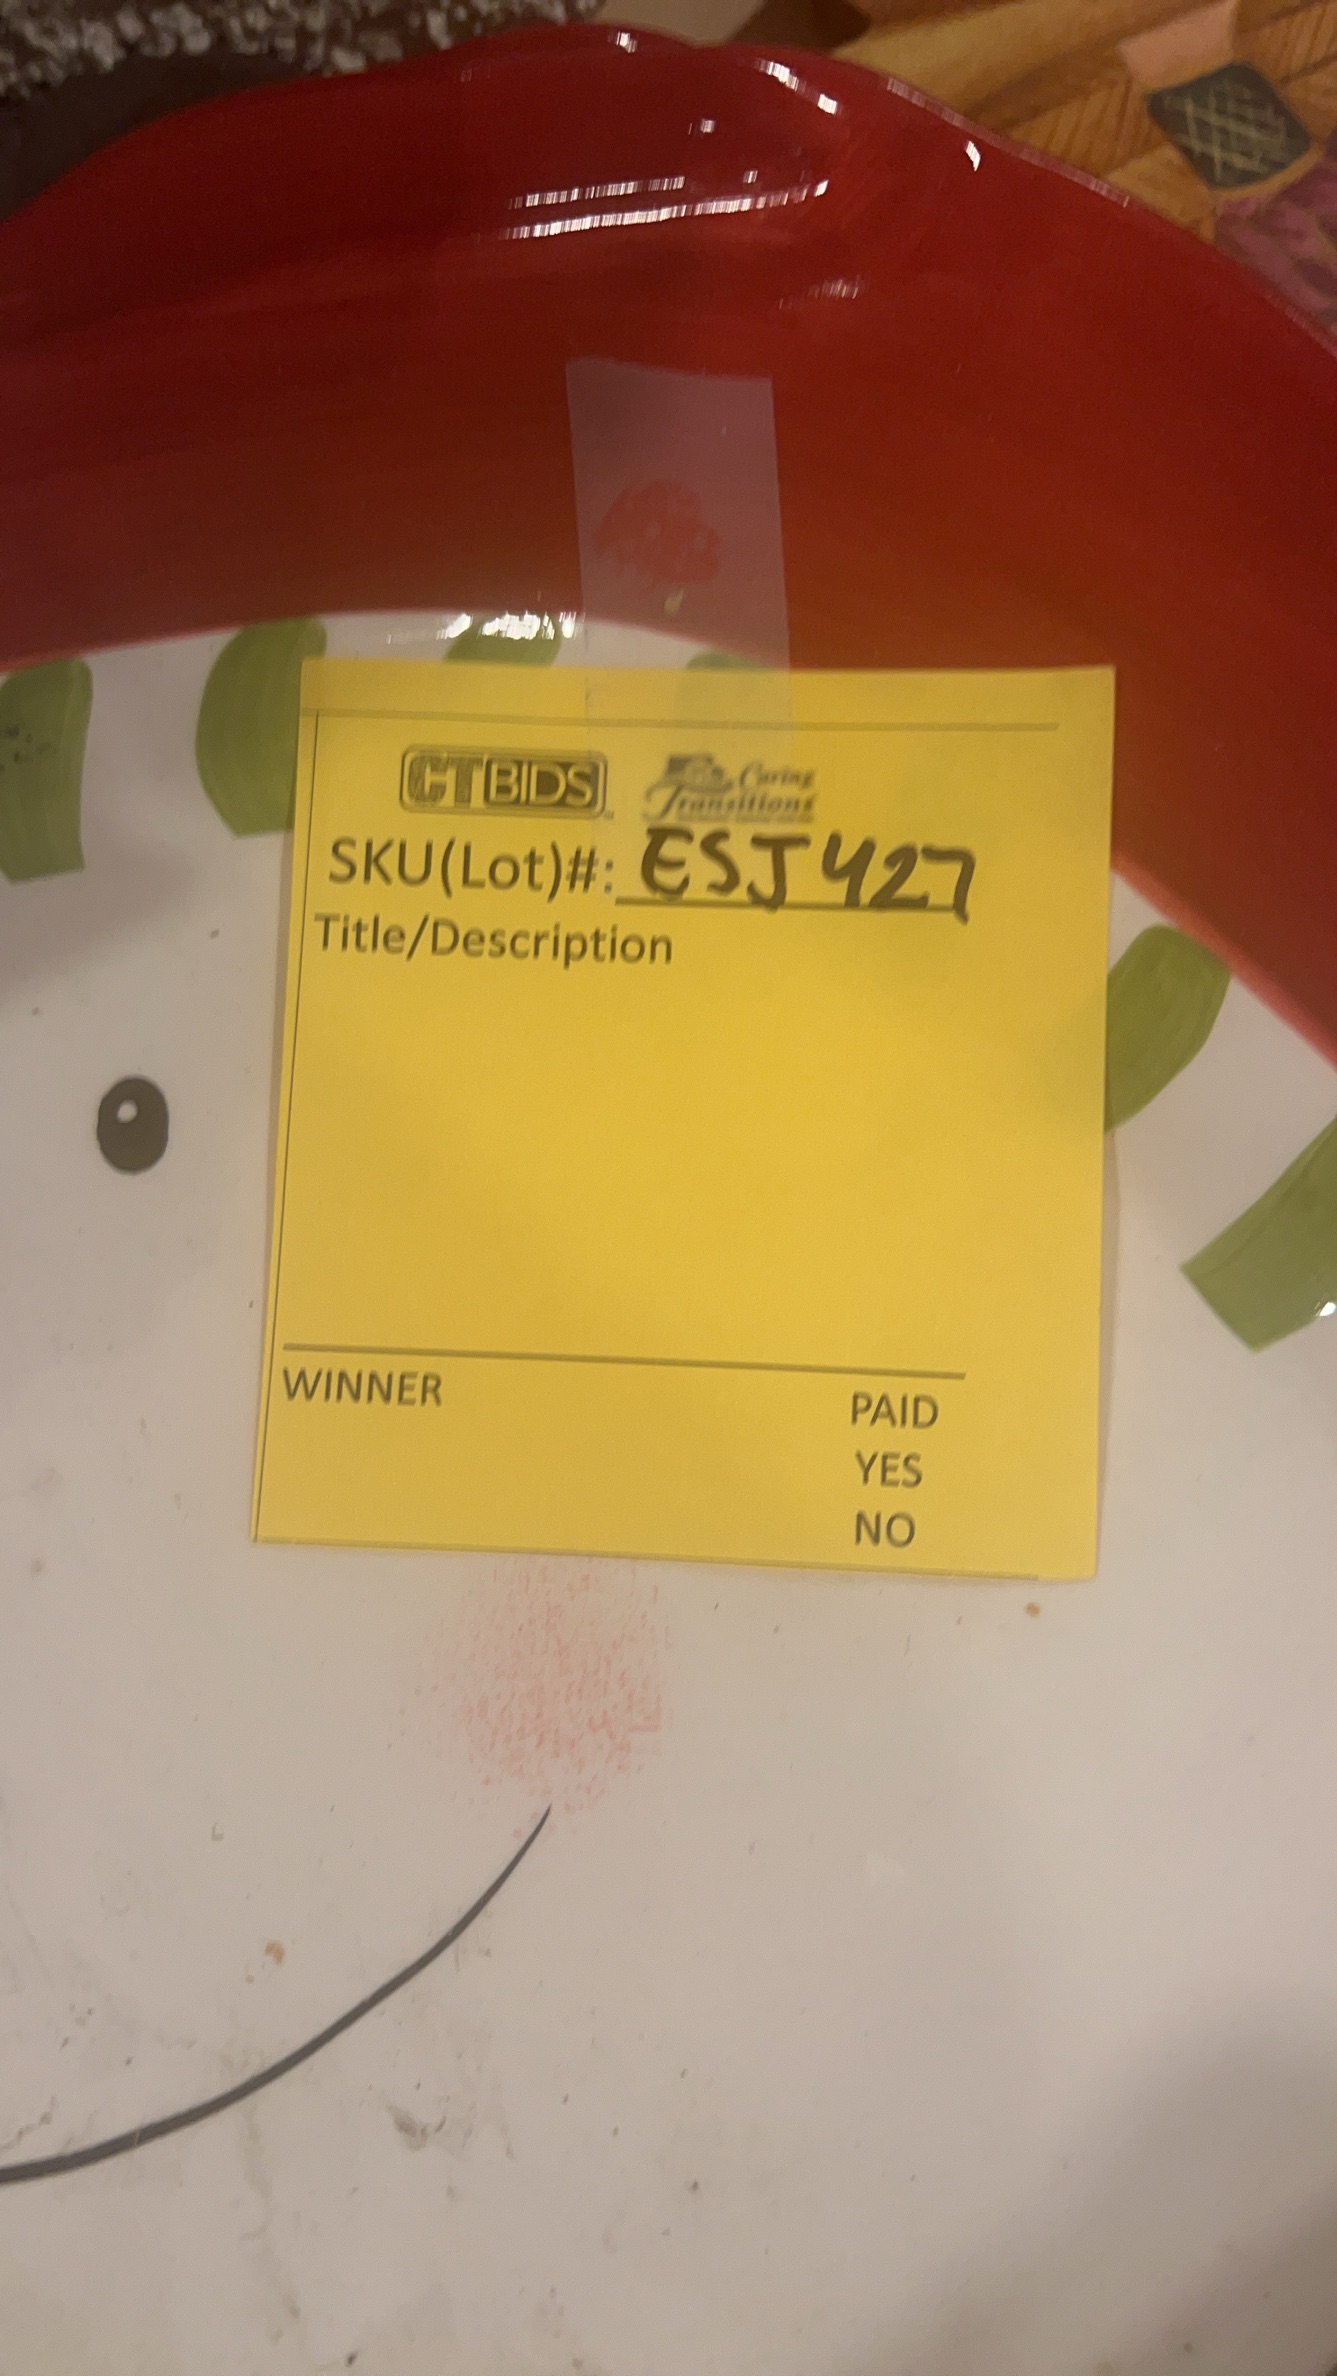 CTBIDS Caring Transitions
SKU(Lot)#: ESJ427
Title/Description
WINNER PAID
YES
NO